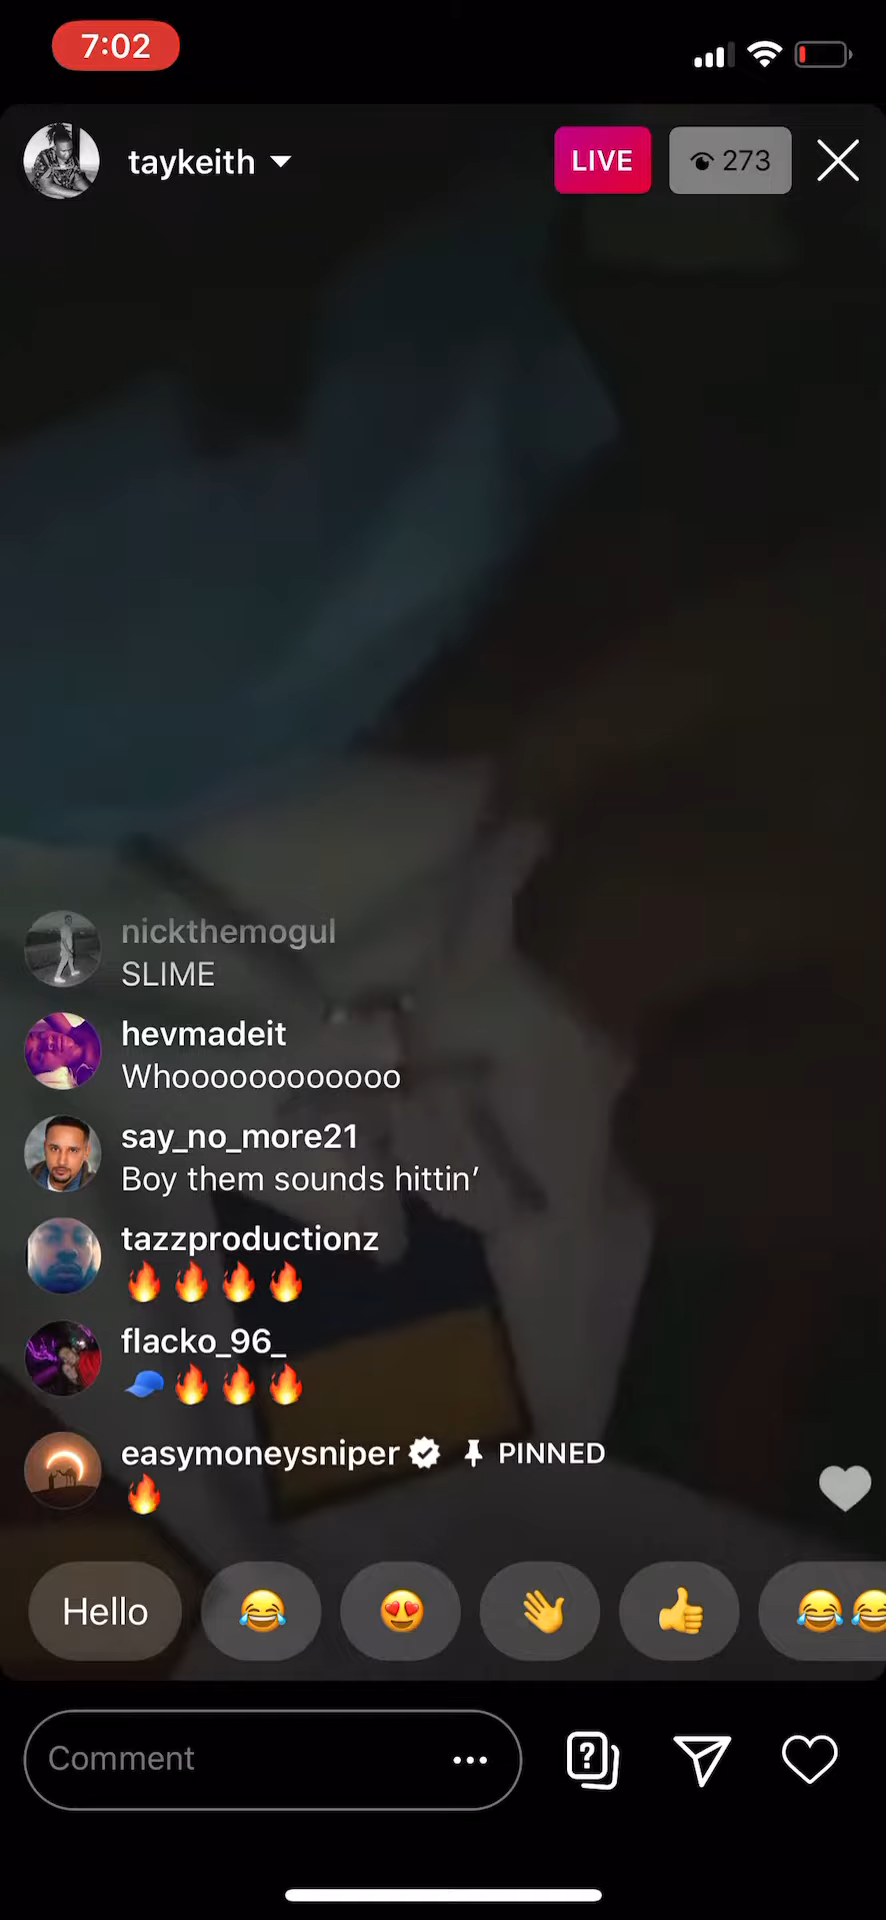 7:02
taykeith
LIVE
273
nickthemogul
SLIME
hevmadeit
Whoooooooooooo
say_no_more21
Boy them sounds hittin’
tazzproductionz
🔥🔥🔥🔥
flacko_96_
🧢🔥🔥🔥
easymoneysniper PINNED
🔥
Hello 😂 😍 👋 👍 😂😂
Comment